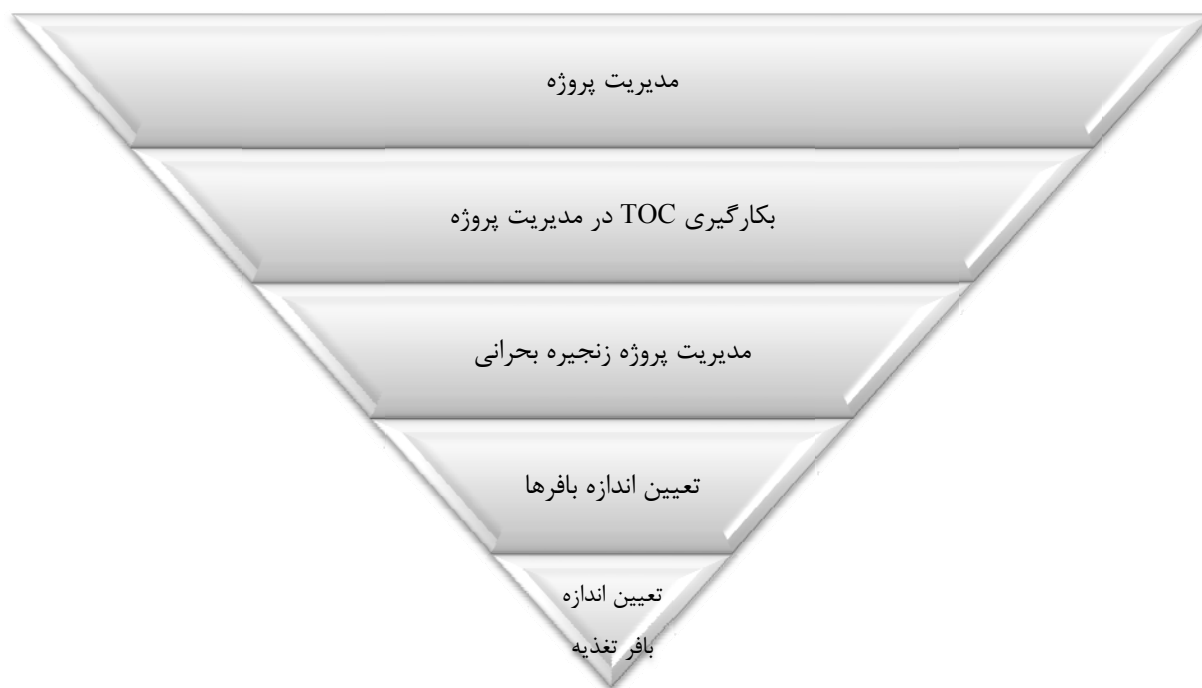 مدیریت پروژه
بکارگیری TOC در مدیریت پروژه
مدیریت پروژه زنجیره بحرانی
تعیین اندازه بافرها
تعیین اندازه
بافر تغذیه